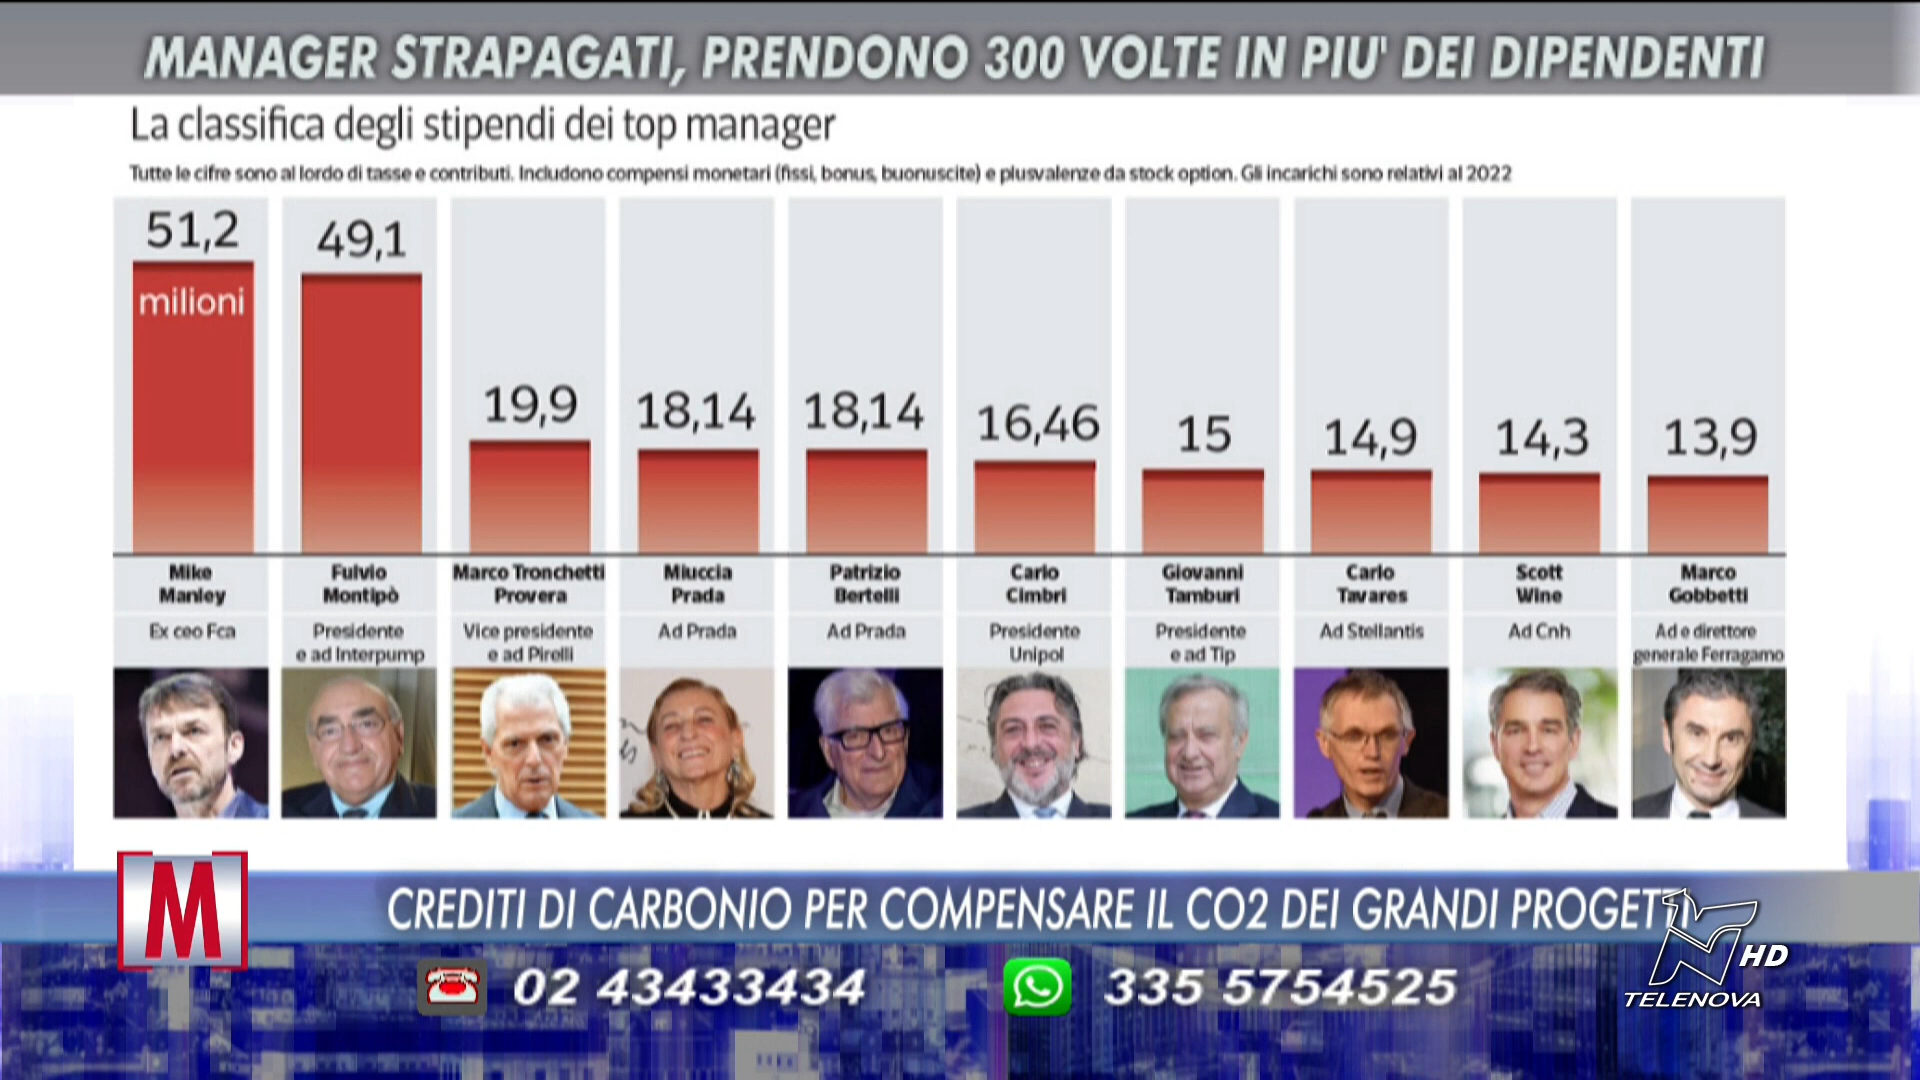 MANAGER STRAPAGATI, PRENDONO 300 VOLTE IN PIU' DEI DIPENDENTI
La classifica degli stipendi dei top manager
Tutte le cifre sono al lordo di tasse e contributi. Includono compensi monetari (fissi, bonus, buonuscite) e plusvalenze da stock option. Gli incarichi sono relativi al 2022
51,2
milioni
49,1
19,9
18,14
18,14
16,46
15
14,9
14,3
13,9
Mike
Manley
Ex ceo Fca
Fulvio
Montipò
Presidente
e ad Interpump
Marco Tronchetti
Provera
Vice presidente
e ad Pirelli
Miuccia
Prada
Ad Prada
Patrizio
Bertelli
Ad Prada
Carlo
Cimbri
Presidente
Unipol
Giovanni
Tamburi
Presidente
e ad Tip
Carlo
Tavares
Ad Stellantis
Scott
Wine
Ad Cnh
Marco
Gobbetti
Ad e direttore
generale Ferragamo
M
CREDITI DI CARBONIO PER COMPENSARE IL CO2 DEI GRANDI PROGETTI
02 43433434
335 5754525
HD
TELENOVA